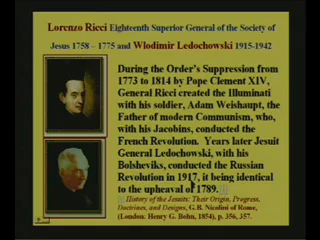 Lorenzo Ricci Eighteenth Superior General of the Society of
Jesus 1758 – 1775 and Wlodimir Ledochowski 1915-1942
During the Order's Suppression from
1773 to 1814 by Pope Clement XIV,
General Ricci created the Illuminati
with his soldier, Adam Weishaupt, the
Father of modern Communism, who,
with his Jacobins, conducted the
French Revolution. Years later Jesuit
General Ledochowski, with his
Bolsheviks, conducted the Russian
Revolution in 1917, it being identical
to the upheaval of 1789.
History of the Jesuits: Their Origin, Progress,
Doctrines, and Designs, G.B. Nicolini of Rome,
(London: Henry G. Bohn, 1854), p. 356, 357.